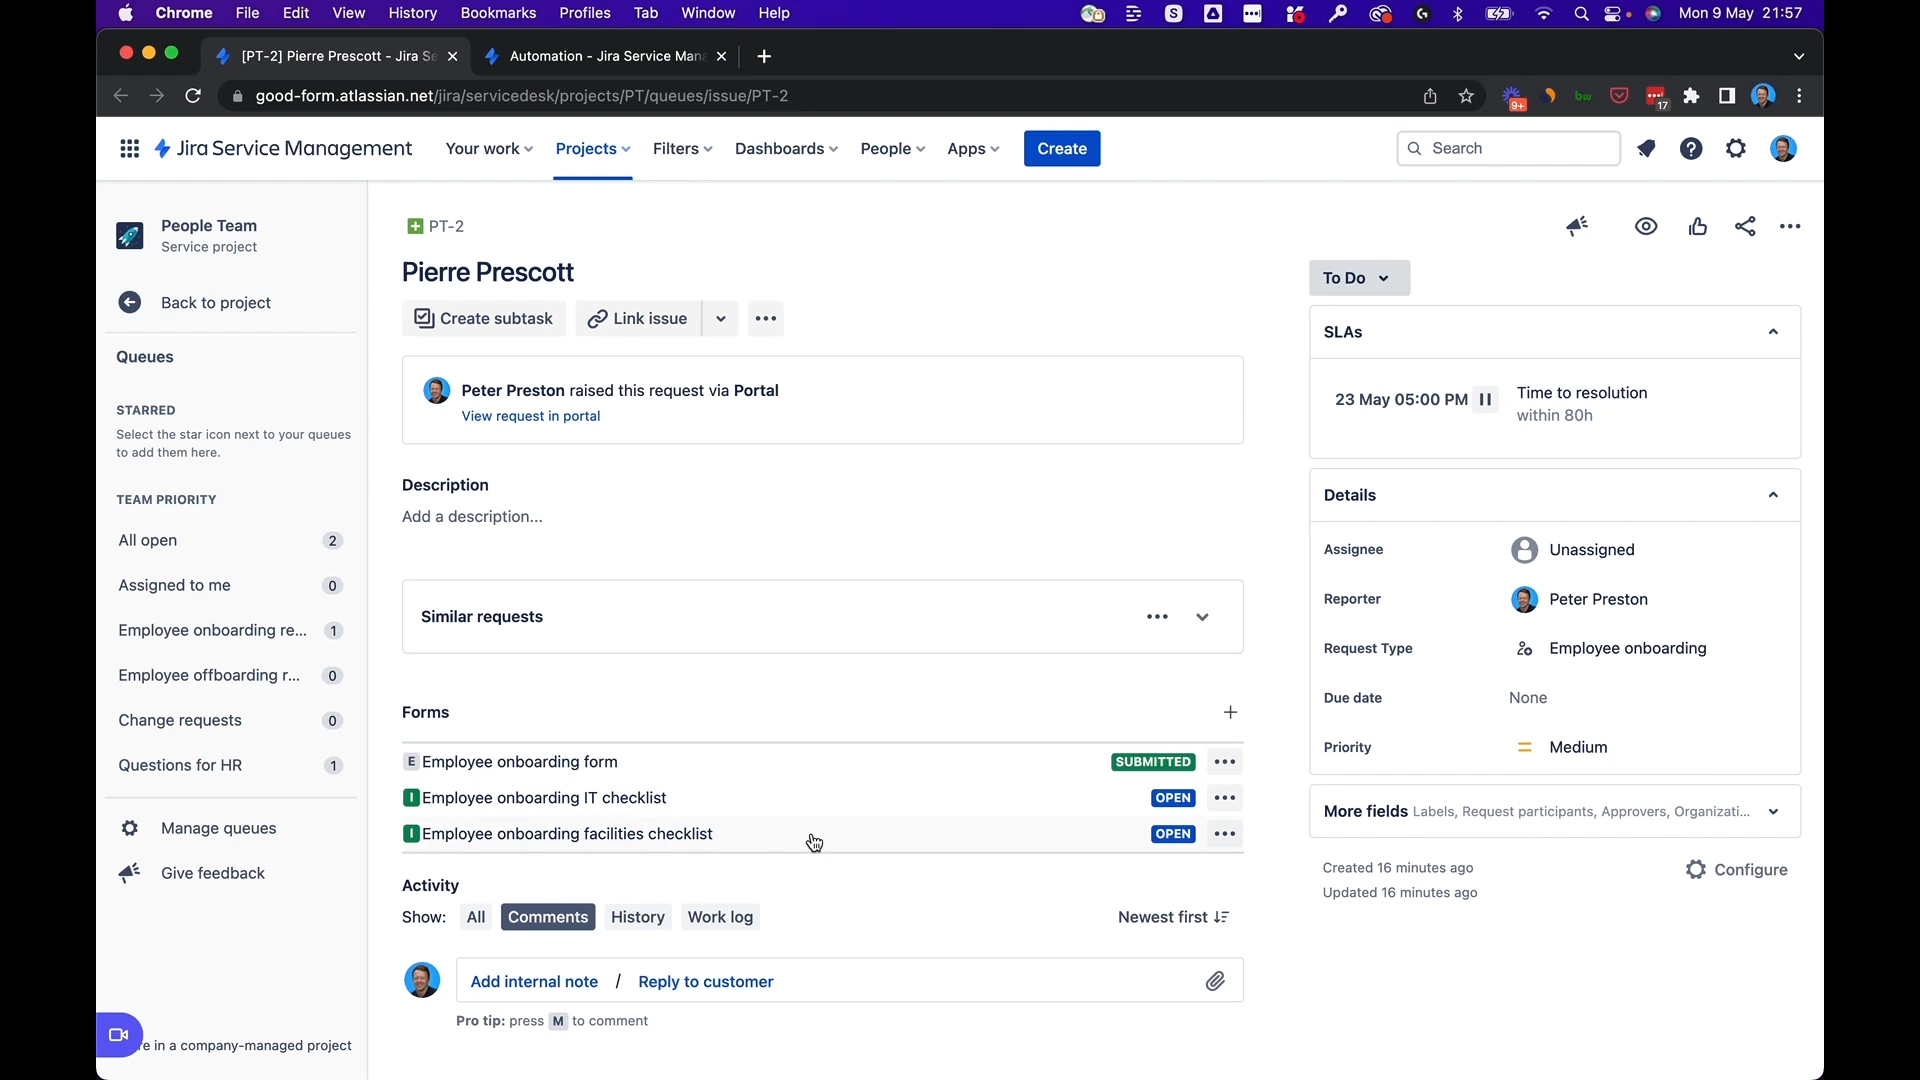 Chrome File Edit View History Bookmarks Profiles Tab Window Help Mon 9 May 21:57
[PT-2] Pierre Prescott - Jira Se Automation - Jira Service Mana
good-form.atlassian.net/jira/servicedesk/projects/PT/queues/issue/PT-2 9+ bw 17
Jira Service Management Your work Projects Filters Dashboards People Apps Create Search
People Team
Service project
Back to project
Queues
STARRED
Select the star icon next to your queues
to add them here.
TEAM PRIORITY
All open 2
Assigned to me 0
Employee onboarding re... 1
Employee offboarding r... 0
Change requests 0
Questions for HR 1
Manage queues
Give feedback
e in a company-managed project
PT-2
Pierre Prescott
Create subtask Link issue
Peter Preston raised this request via Portal
View request in portal
Description
Add a description...
Similar requests
Forms
E Employee onboarding form SUBMITTED
I Employee onboarding IT checklist OPEN
I Employee onboarding facilities checklist OPEN
Activity
Show: All Comments History Work log Newest first
Add internal note / Reply to customer
Pro tip: press M to comment
To Do
SLAs
23 May 05:00 PM Time to resolution
within 80h
Details
Assignee Unassigned
Reporter Peter Preston
Request Type Employee onboarding
Due date None
Priority Medium
More fields Labels, Request participants, Approvers, Organizati...
Created 16 minutes ago Configure
Updated 16 minutes ago